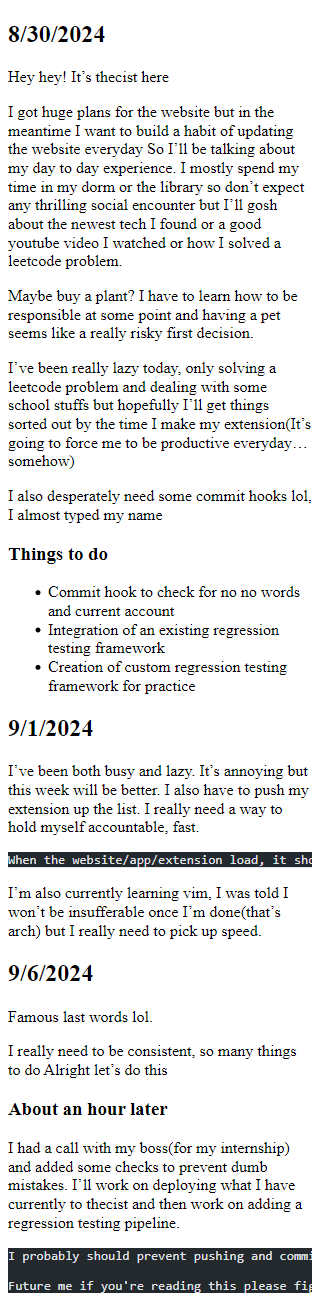 8/30/2024
Hey hey! It's thecist here
I got huge plans for the website but in the
meantime I want to build a habit of updating
the website everyday So I'll be talking about
my day to day experience. I mostly spend my
time in my dorm or the library so don't expect
any thrilling social encounter but I'll gosh
about the newest tech I found or a good
youtube video I watched or how I solved a
leetcode problem.
Maybe buy a plant? I have to learn how to be
responsible at some point and having a pet
seems like a really risky first decision.
I've been really lazy today, only solving a
leetcode problem and dealing with some
school stuffs but hopefully I'll get things
sorted out by the time I make my extension(It's
going to force me to be productive everyday…
somehow)
I also desperately need some commit hooks lol,
I almost typed my name
Things to do
• Commit hook to check for no no words
and current account
• Integration of an existing regression
testing framework
• Creation of custom regression testing
framework for practice
9/1/2024
I've been both busy and lazy. It's annoying but
this week will be better. I also have to push my
extension up the list. I really need a way to
hold myself accountable, fast.
When the website/app/extension load, it sho
I'm also currently learning vim, I was told I
won't be insufferable once I'm done(that's
arch) but I really need to pick up speed.
9/6/2024
Famous last words lol.
I really need to be consistent, so many things
to do Alright let's do this
About an hour later
I had a call with my boss(for my internship)
and added some checks to prevent dumb
mistakes. I'll work on deploying what I have
currently to thecist and then work on adding a
regression testing pipeline.
I probably should prevent pushing and commi
Future me if you're reading this please fig